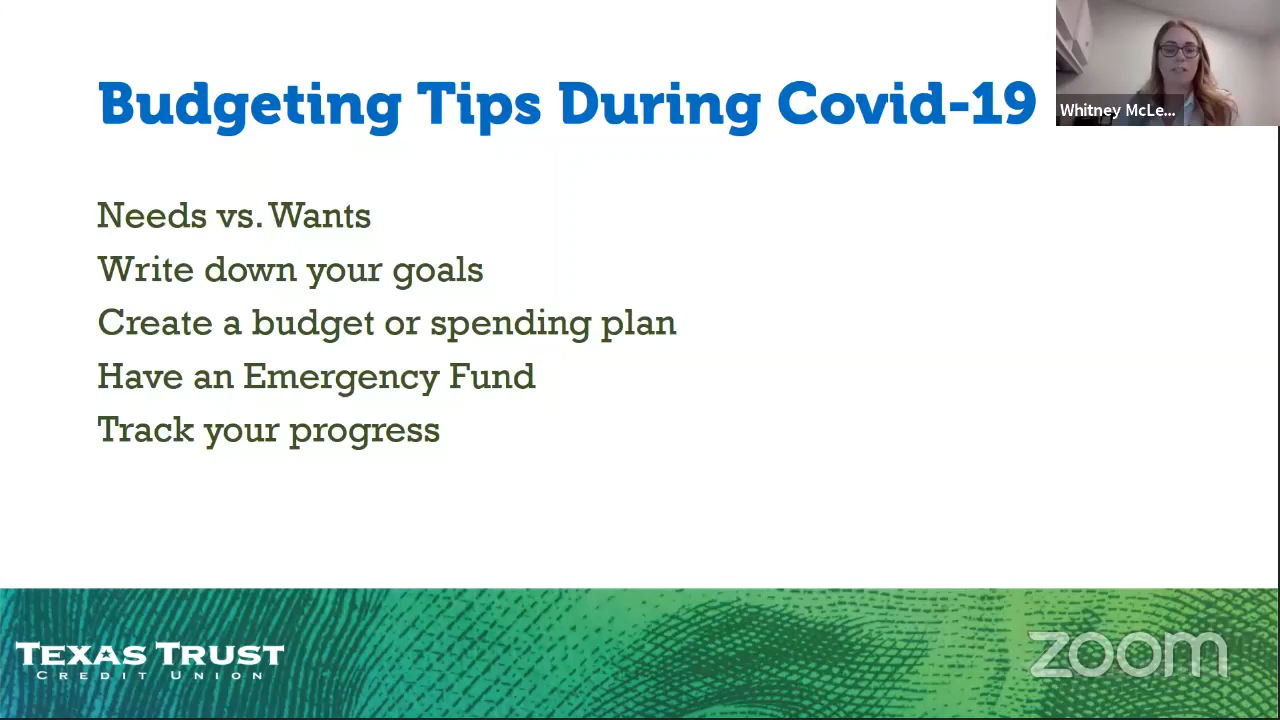 Budgeting Tips During Covid-19
Whitney McLe...
Needs vs. Wants
Write down your goals
Create a budget or spending plan
Have an Emergency Fund
Track your progress
TEXAS TRUST
CREDIT UNION
zoom